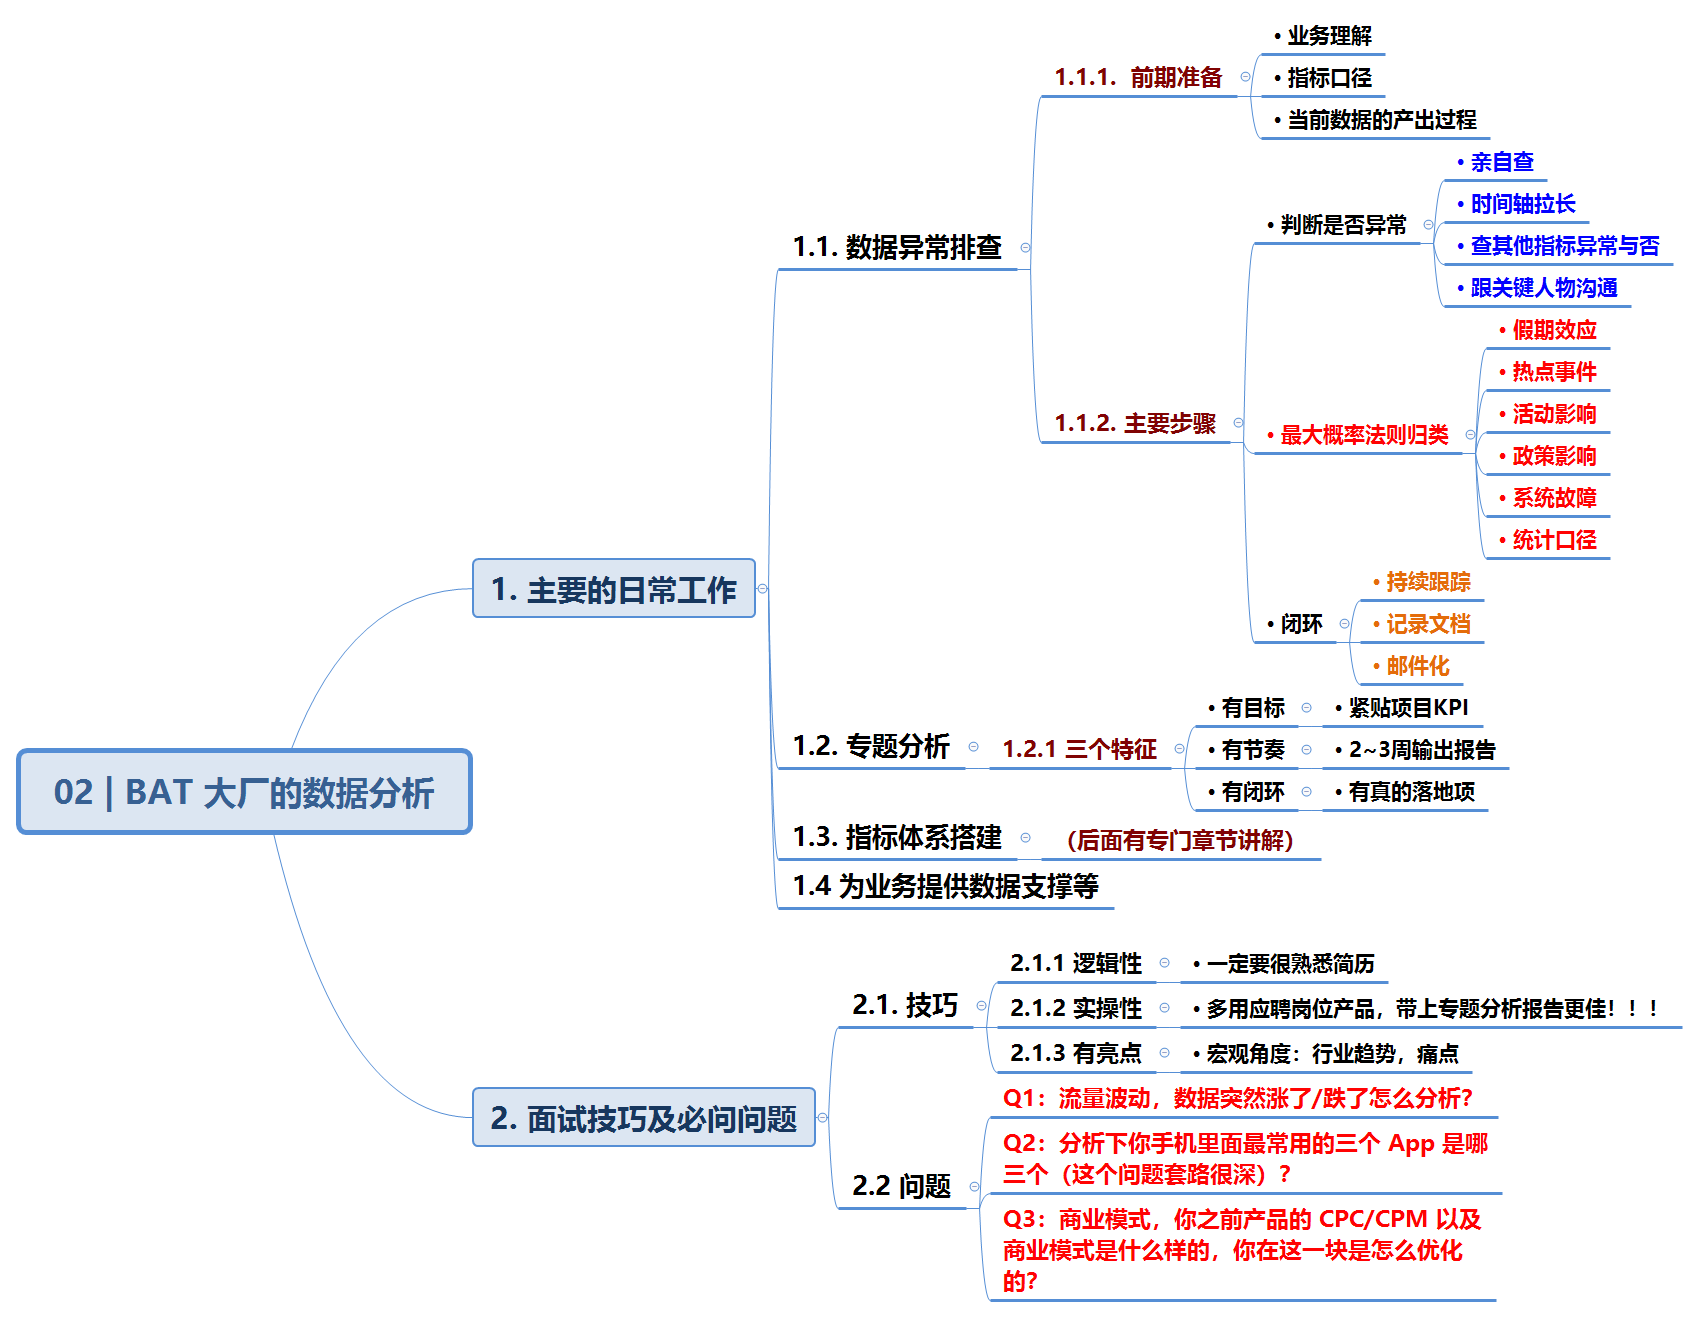 02 | BAT 大厂的数据分析
1. 主要的日常工作
1.1. 数据异常排查
1.1.1. 前期准备
• 业务理解
• 指标口径
• 当前数据的产出过程
1.1.2. 主要步骤
• 判断是否异常
• 亲自查
• 时间轴拉长
• 查其他指标异常与否
• 跟关键人物沟通
• 最大概率法则归类
• 假期效应
• 热点事件
• 活动影响
• 政策影响
• 系统故障
• 统计口径
• 闭环
• 持续跟踪
• 记录文档
• 邮件化
1.2. 专题分析
1.2.1 三个特征
• 有目标
• 紧贴项目KPI
• 有节奏
• 2~3周输出报告
• 有闭环
• 有真的落地项
1.3. 指标体系搭建
（后面有专门章节讲解）
1.4 为业务提供数据支撑等
2. 面试技巧及必问问题
2.1. 技巧
2.1.1 逻辑性
• 一定要很熟悉简历
2.1.2 实操性
• 多用应聘岗位产品，带上专题分析报告更佳！！！
2.1.3 有亮点
• 宏观角度：行业趋势，痛点
2.2 问题
Q1：流量波动，数据突然涨了/跌了怎么分析？
Q2：分析下你手机里面最常用的三个 App 是哪
三个（这个问题套路很深）？
Q3：商业模式，你之前产品的 CPC/CPM 以及
商业模式是什么样的，你在这一块是怎么优化
的？